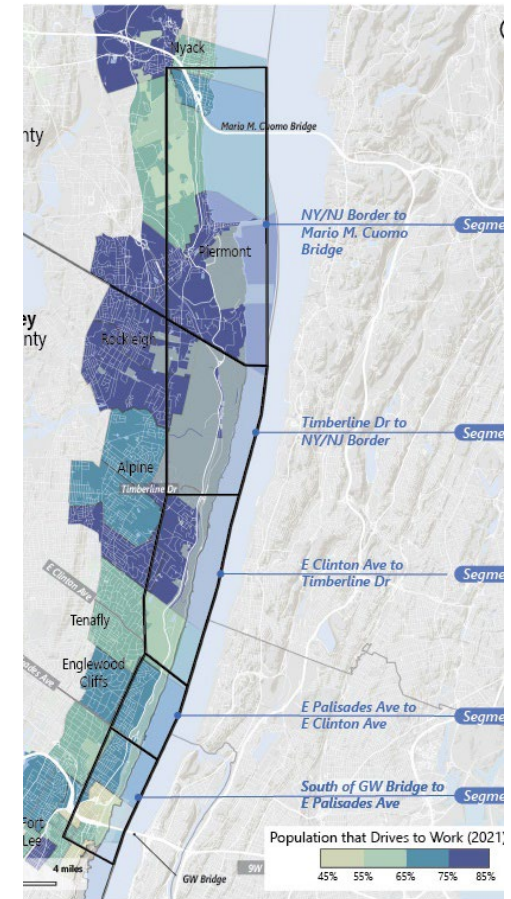 Nyack
nty
Mario M. Cuomo Bridge
NY/NJ Border to
Mario M. Cuomo
Bridge
Segme
Piermont
ey
nty
Rockleigh
Timberline Dr to
NY/NJ Border
Segme
Alpine
Timberline Dr
E Clinton Ave to
Timberline Dr
Segme
E Clinton Ave
Tenafly
Englewood
Cliffs
sades Ave
E Palisades Ave to
E Clinton Ave
Segme
South of GW Bridge to
E Palisades Ave
Segme
Fort
Lee
Population that Drives to Work (2021)
45% 55% 65% 75% 85%
4 miles
GW Bridge
9W